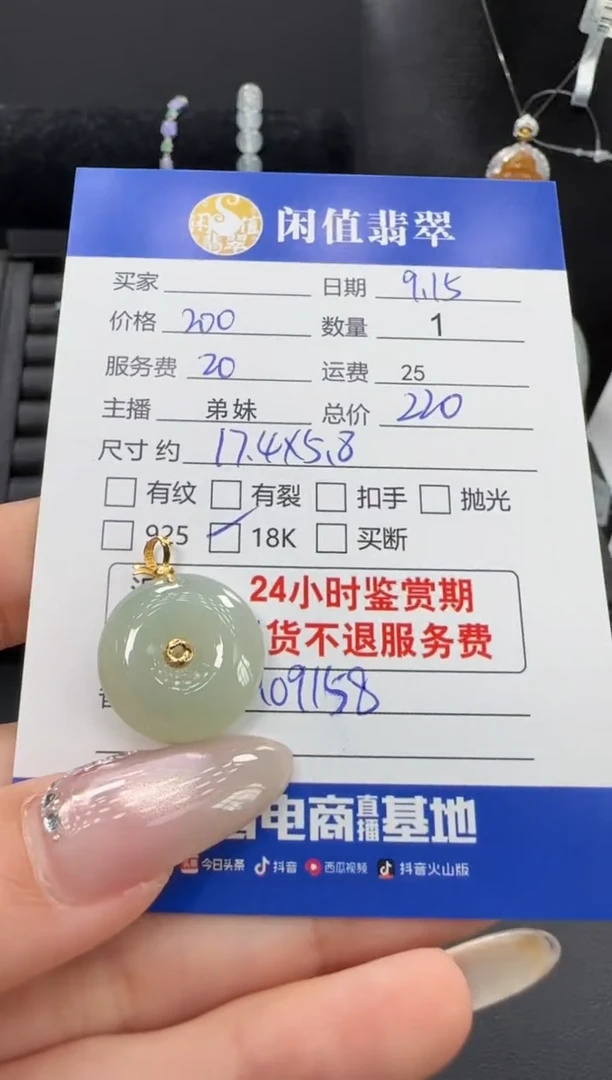 闲值翡翠
闲值翡翠
买家 日期 9.15
价格 200 数量 1
服务费 20 运费 25
主播 弟妹 总价 220
尺寸 约 17.4X5.8
有纹 有裂 扣手 抛光
925 18K 买断
24小时鉴赏期
货不退服务费
09158
电商直播基地
今日头条 抖音 西瓜视频 抖音火山版